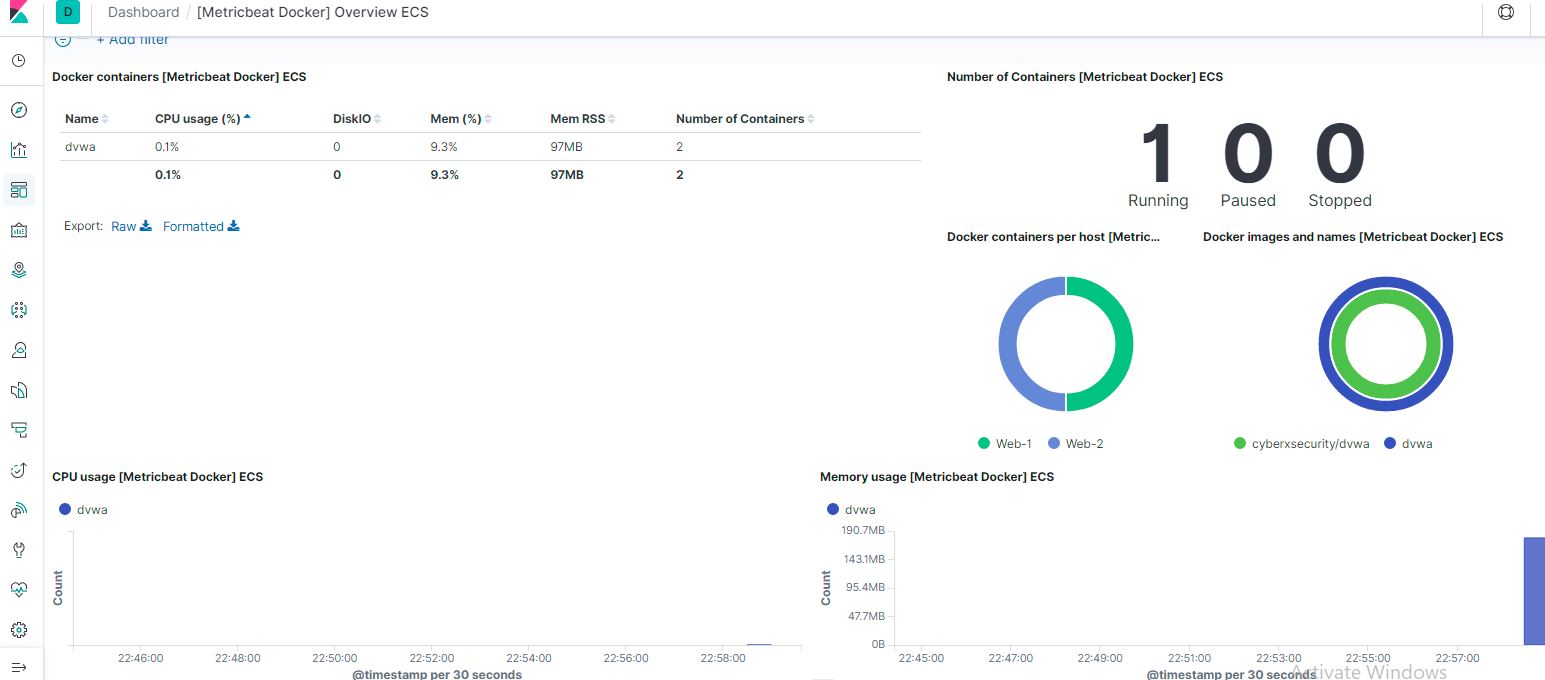 D Dashboard / [Metricbeat Docker] Overview ECS
+ Add filter
Docker containers [Metricbeat Docker] ECS
Name CPU usage (%) DiskIO Mem (%) Mem RSS Number of Containers
dvwa 0.1% 0 9.3% 97MB 2
0.1% 0 9.3% 97MB 2
Export: Raw Formatted
Number of Containers [Metricbeat Docker] ECS
1 0 0
Running Paused Stopped
Docker containers per host [Metric...
Web-1 Web-2
Docker images and names [Metricbeat Docker] ECS
cyberxsecurity/dvwa dvwa
CPU usage [Metricbeat Docker] ECS
dvwa
Count
22:46:00 22:48:00 22:50:00 22:52:00 22:54:00 22:56:00 22:58:00
@timestamp per 30 seconds
Memory usage [Metricbeat Docker] ECS
dvwa
Count
190.7MB
143.1MB
95.4MB
47.7MB
0B
22:45:00 22:47:00 22:49:00 22:51:00 22:53:00 22:55:00 22:57:00
@timestamp per 30 seconds
Activate Windows